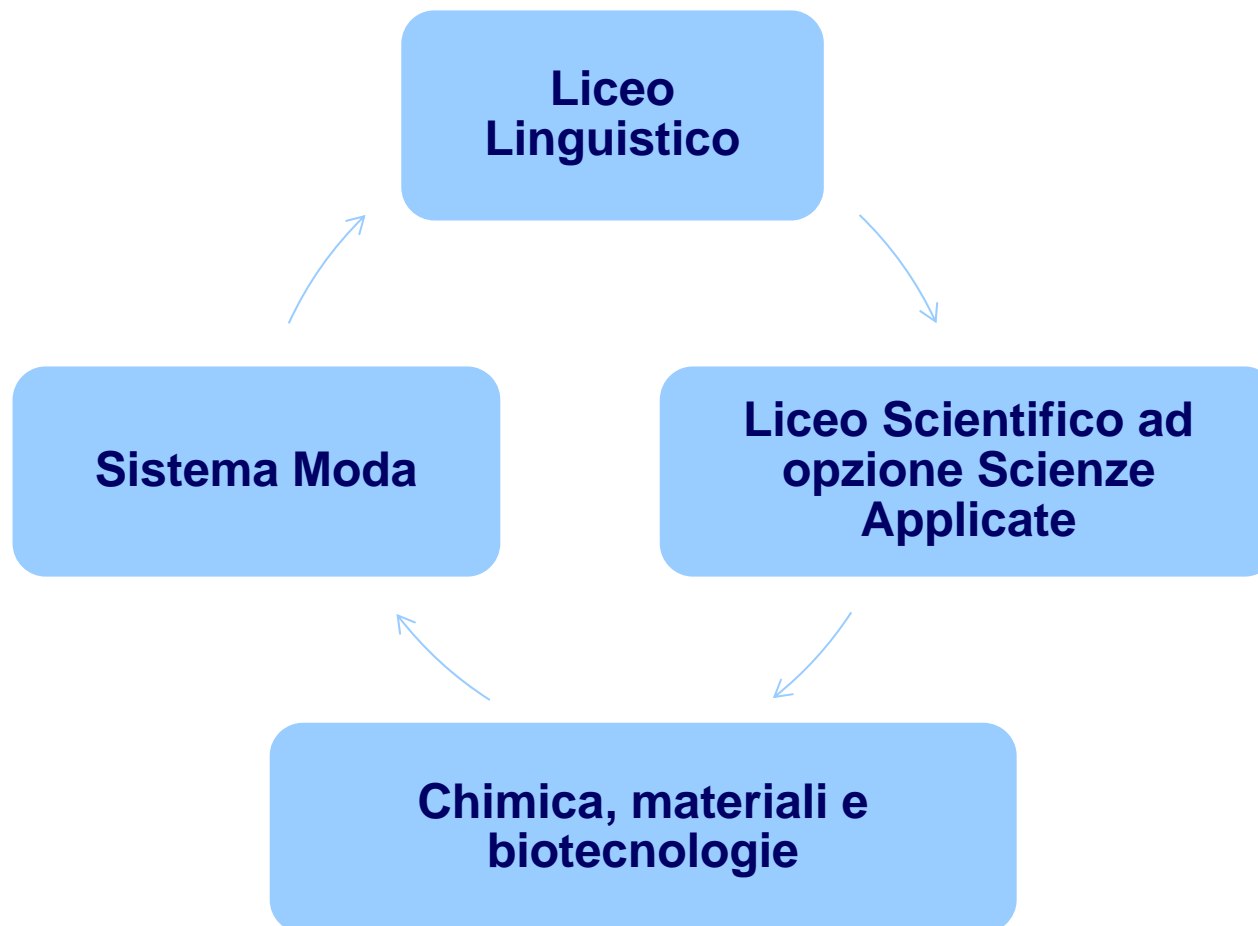 Liceo
Linguistico
Sistema Moda
Liceo Scientifico ad
opzione Scienze
Applicate
Chimica, materiali e
biotecnologie